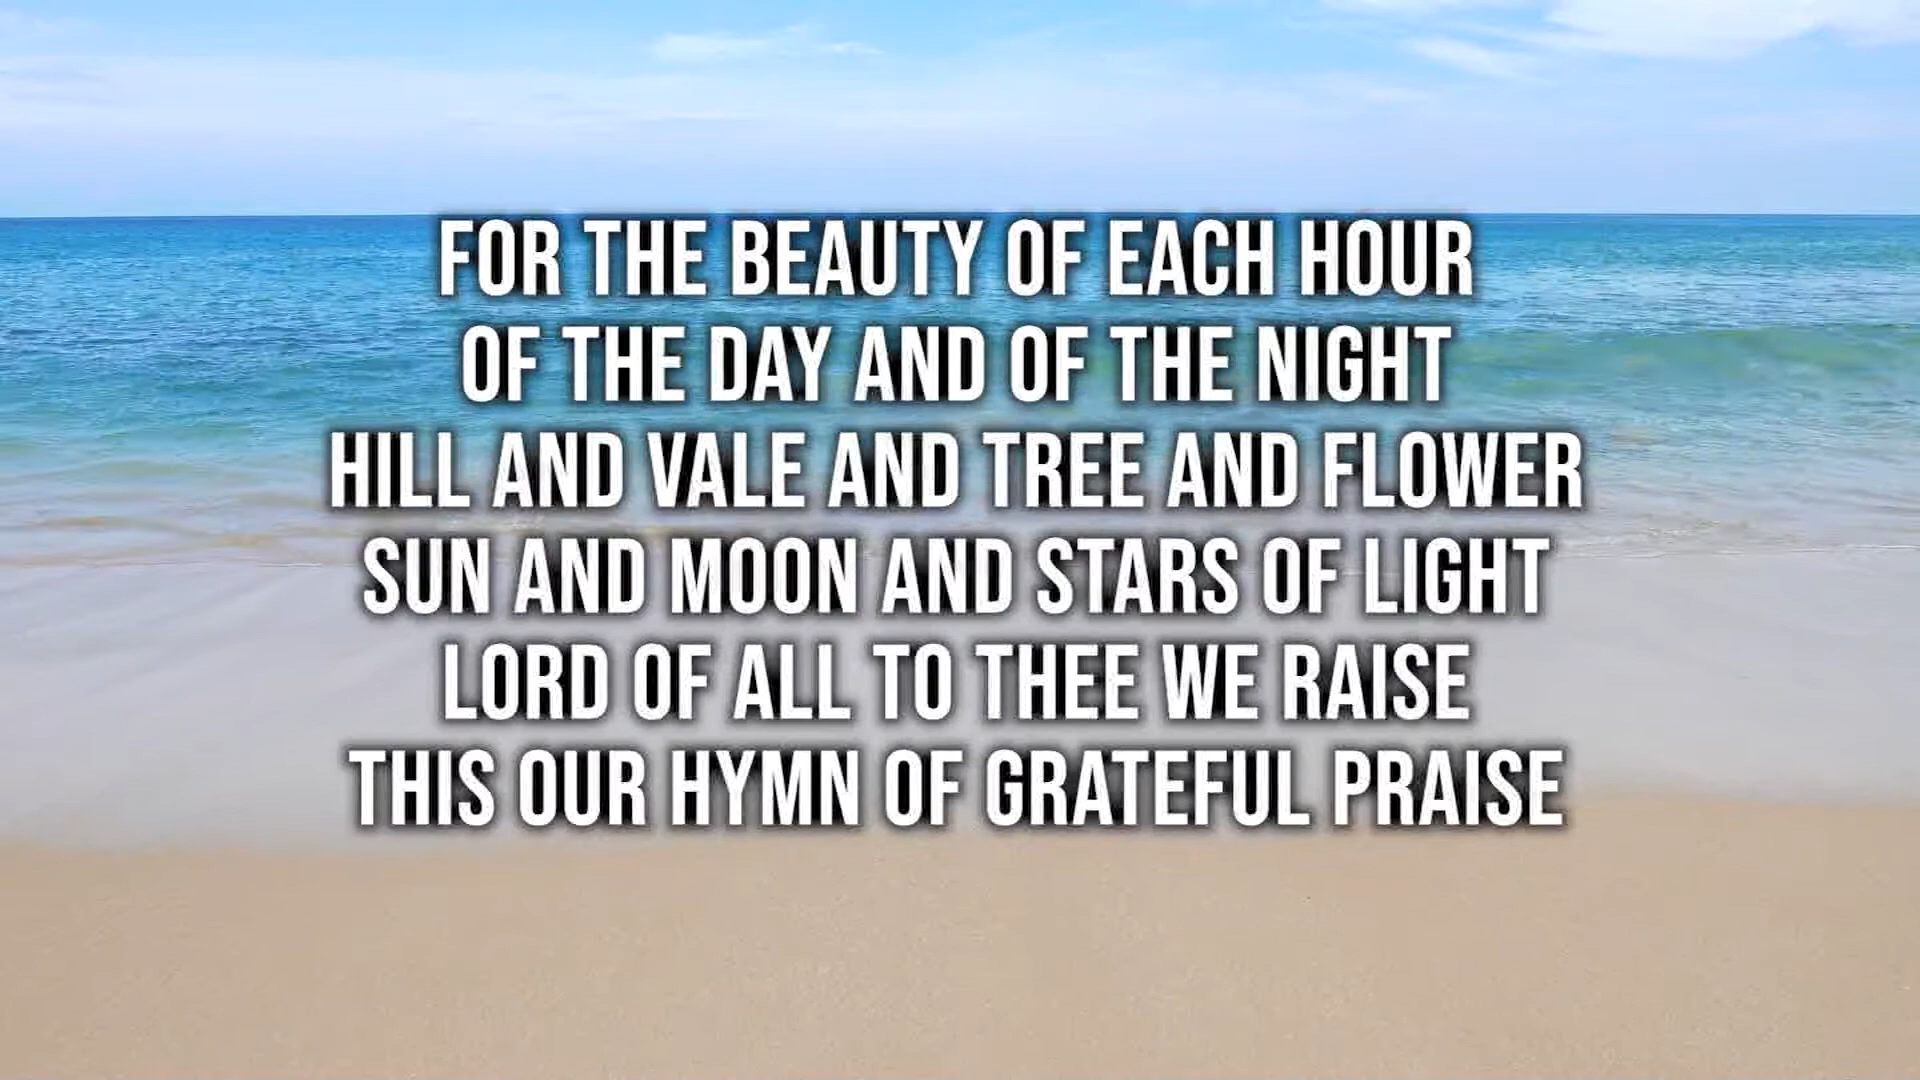 FOR THE BEAUTY OF EACH HOUR
OF THE DAY AND OF THE NIGHT
HILL AND VALE AND TREE AND FLOWER
SUN AND MOON AND STARS OF LIGHT
LORD OF ALL TO THEE WE RAISE
THIS OUR HYMN OF GRATEFUL PRAISE